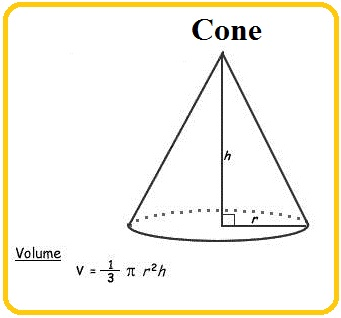 Cone
h
r
Volume
V = 1/3 π r²h